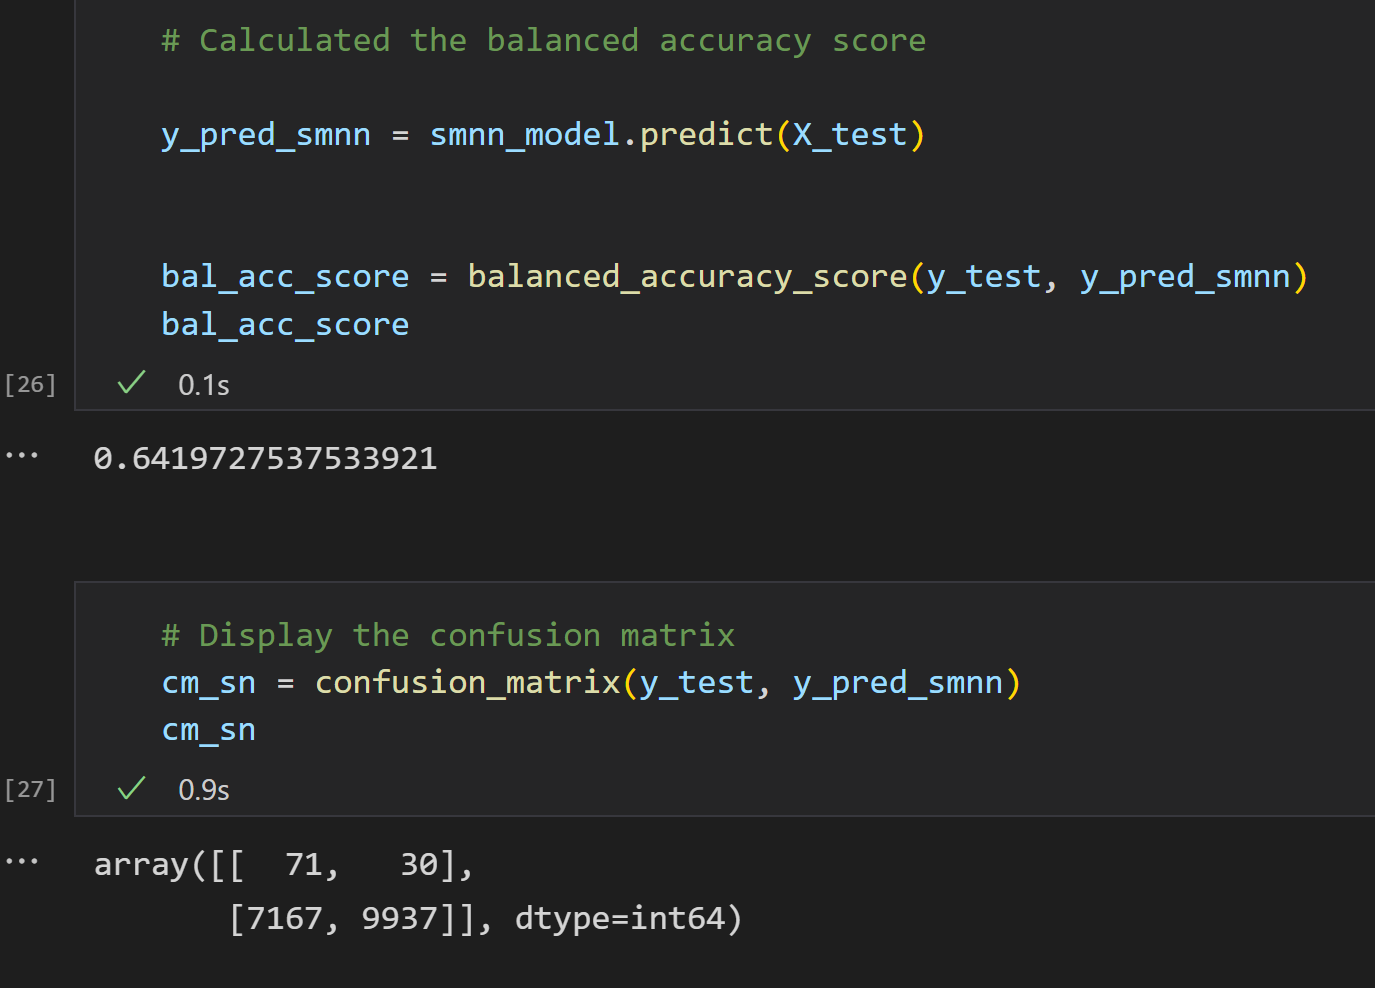 # Calculated the balanced accuracy score
y_pred_smnn = smnn_model.predict(X_test)
bal_acc_score = balanced_accuracy_score(y_test, y_pred_smnn)
bal_acc_score
[26] ✓ 0.1s
... 0.6419727537533921
# Display the confusion matrix
cm_sn = confusion_matrix(y_test, y_pred_smnn)
cm_sn
[27] ✓ 0.9s
... array([[  71,   30],
       [7167, 9937]], dtype=int64)